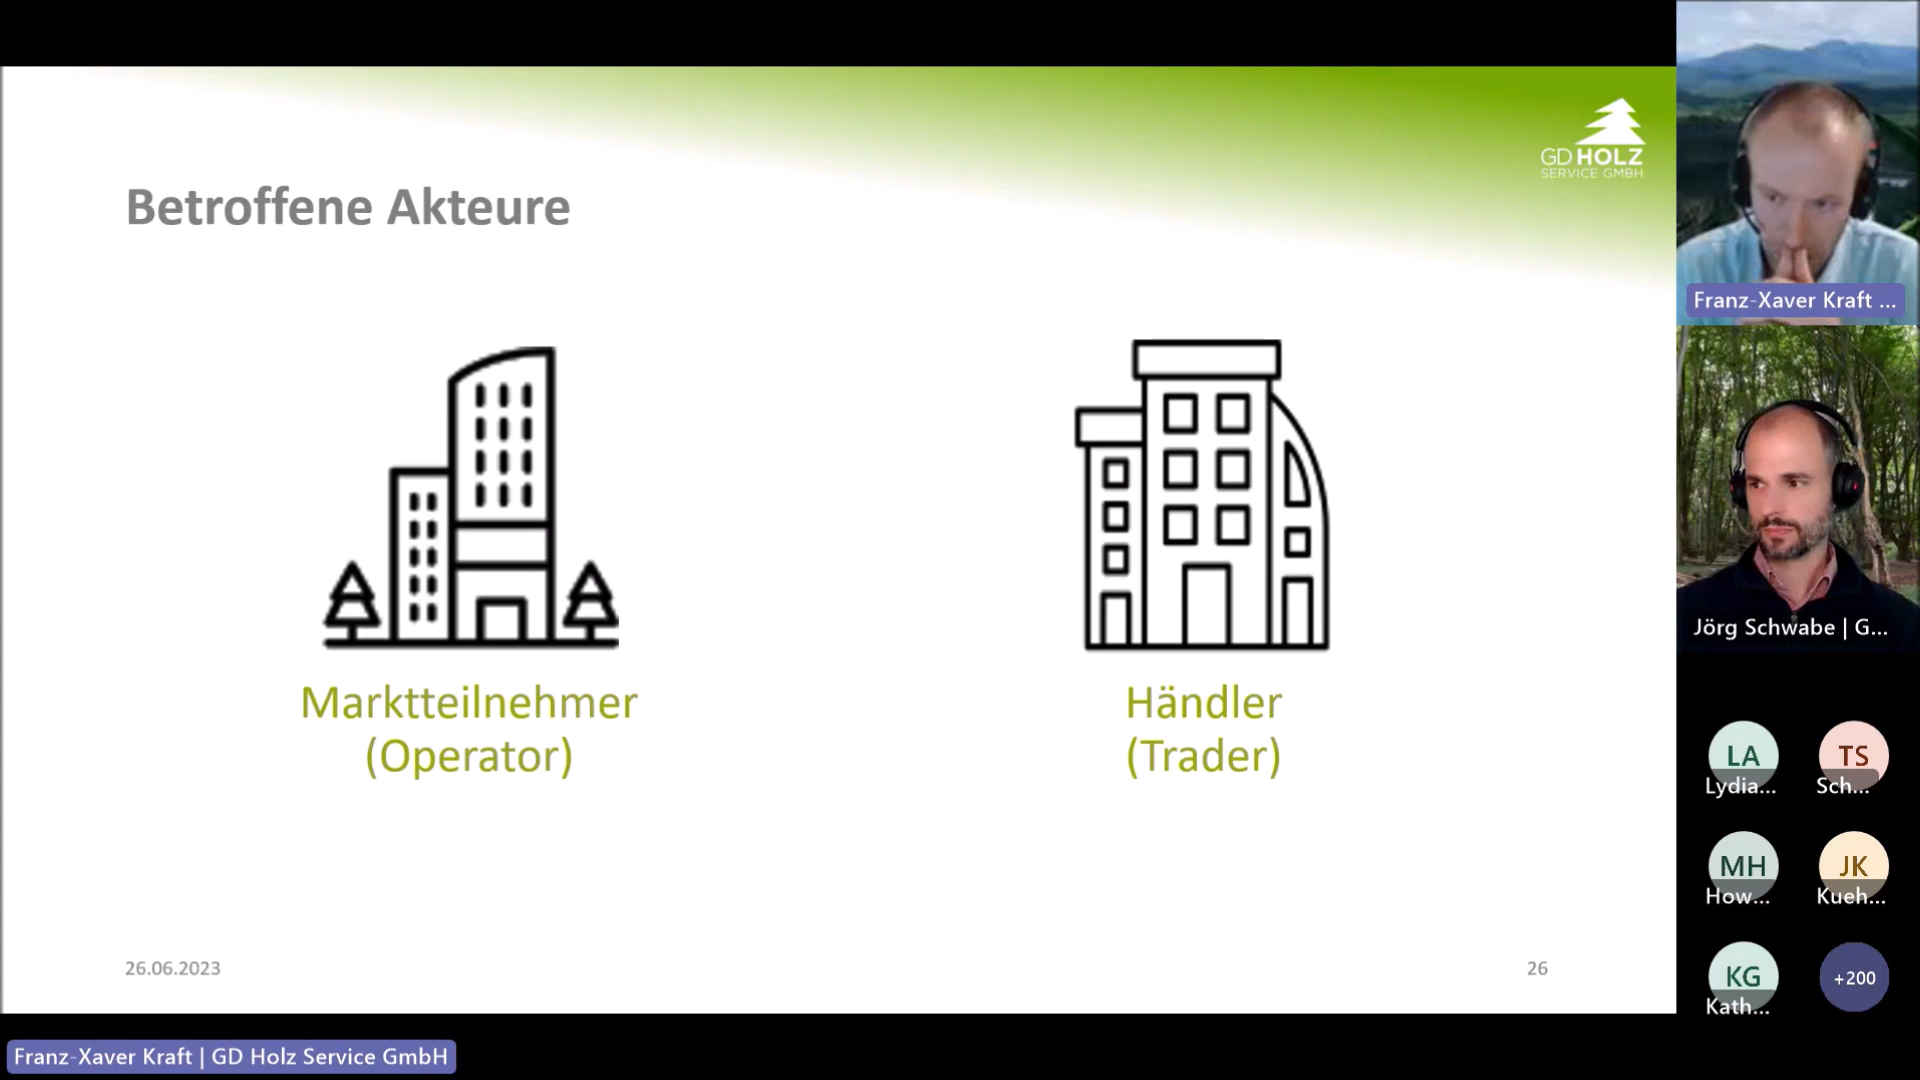 GD HOLZ
SERVICE GMBH
Betroffene Akteure
Marktteilnehmer
(Operator)
Händler
(Trader)
26.06.2023
26
Franz-Xaver Kraft ...
Jörg Schwabe | G...
LA
Lydia...
TS
Sch...
MH
How...
JK
Kueh...
KG
Kath...
+200
Franz-Xaver Kraft | GD Holz Service GmbH